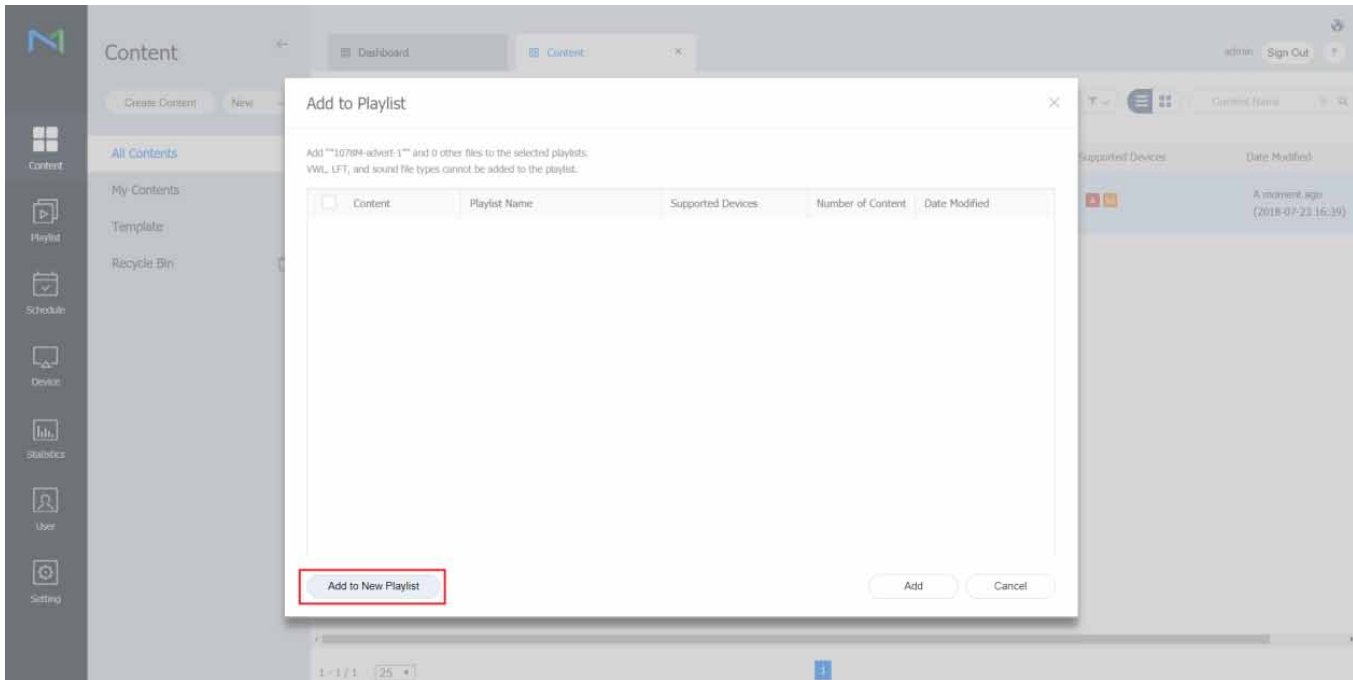 Content
Dashboard
Content
admin
Sign Out
?
Create Content
New
Content Name
All Contents
My Contents
Template
Recycle Bin
Content
Playlist
Schedule
Device
Statistics
User
Setting
Add to Playlist
Add ""1078M-advert-1"" and 0 other files to the selected playlists.
VWL, LFT, and sound file types cannot be added to the playlist.
Content
Playlist Name
Supported Devices
Number of Content
Date Modified
Supported Devices
Date Modified
A moment ago
(2018-07-23 16:39)
Add to New Playlist
Add
Cancel
1 - 1 / 1
25
1